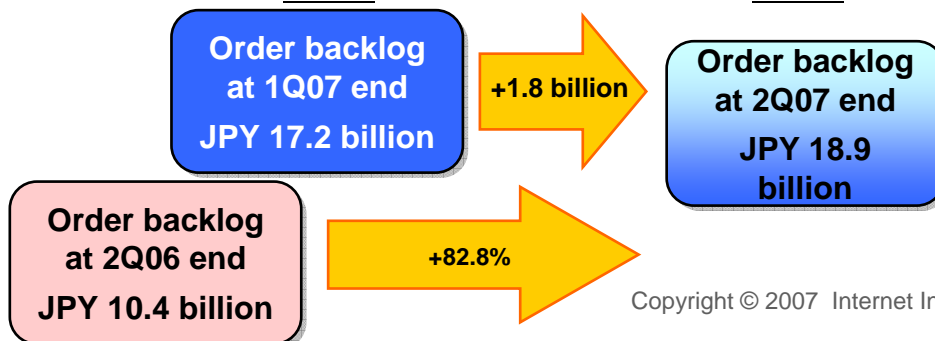 Order backlog
at 1Q07 end
JPY 17.2 billion
+1.8 billion
Order backlog
at 2Q07 end
JPY 18.9
billion
Order backlog
at 2Q06 end
JPY 10.4 billion
+82.8%
Copyright © 2007 Internet In